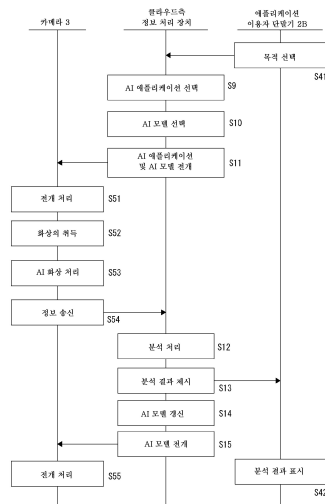 카메라 3
클라우드측
정보 처리 장치
애플리케이션
이용자 단말기 2B
목적 선택
S41
AI 애플리케이션 선택
S9
AI 모델 선택
S10
AI 애플리케이션
및 AI 모델 전개
S11
전개 처리
S51
화상의 취득
S52
AI 화상 처리
S53
정보 송신
S54
분석 처리
S12
분석 결과 제시
S13
AI 모델 갱신
S14
AI 모델 전개
S15
전개 처리
S55
분석 결과 표시
S42